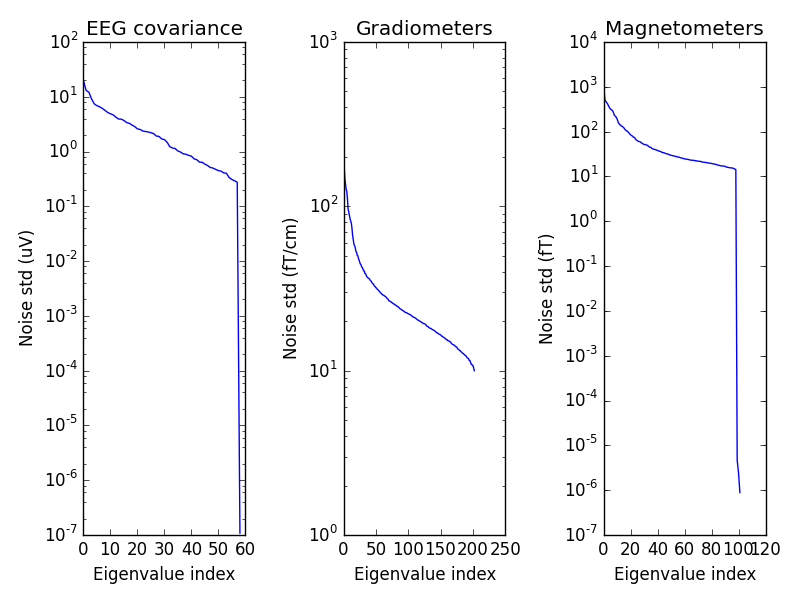 EEG covariance
10^2
10^1
10^0
10^-1
10^-2
10^-3
10^-4
10^-5
10^-6
10^-7
Noise std (uV)
0 10 20 30 40 50 60
Eigenvalue index
Gradiometers
10^3
10^2
10^1
10^0
Noise std (fT/cm)
0 50 100 150 200 250
Eigenvalue index
Magnetometers
10^4
10^3
10^2
10^1
10^0
10^-1
10^-2
10^-3
10^-4
10^-5
10^-6
10^-7
Noise std (fT)
0 20 40 60 80 100 120
Eigenvalue index